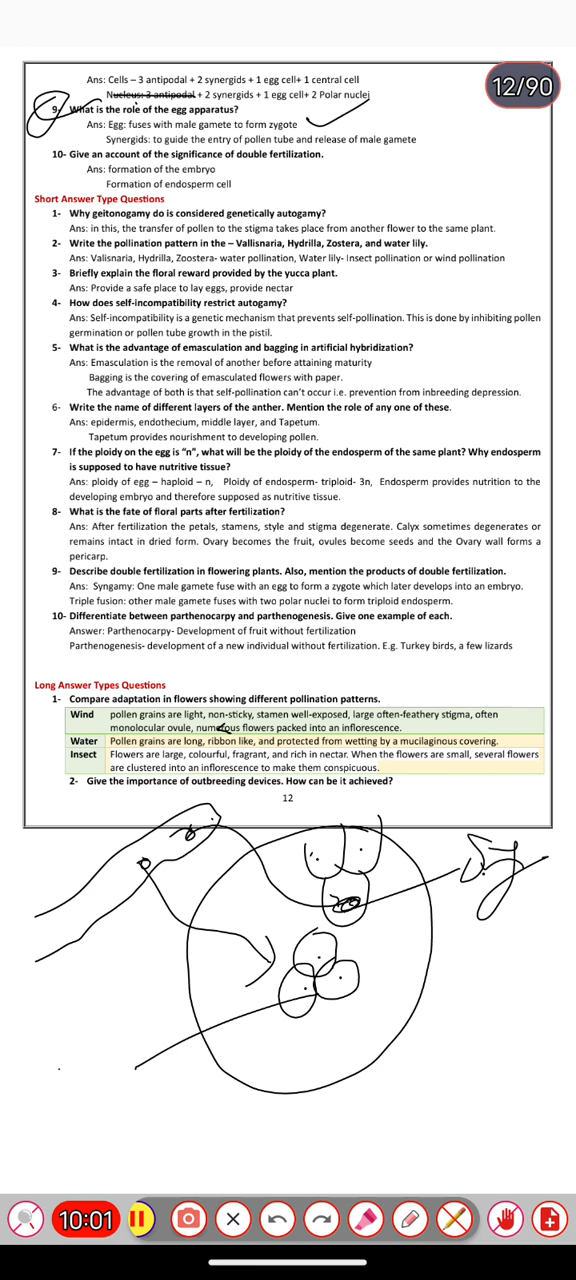 12/90
Ans: Cells – 3 antipodal + 2 synergids + 1 egg cell+ 1 central cell
Nucleus: 3 antipodal + 2 synergids + 1 egg cell+ 2 Polar nuclei
9- What is the role of the egg apparatus?
Ans: Egg: fuses with male gamete to form zygote
Synergids: to guide the entry of pollen tube and release of male gamete
10- Give an account of the significance of double fertilization.
Ans: formation of the embryo
Formation of endosperm cell
Short Answer Type Questions
1- Why geitonogamy do is considered genetically autogamy?
Ans: in this, the transfer of pollen to the stigma takes place from another flower to the same plant.
2- Write the pollination pattern in the – Vallisnaria, Hydrilla, Zostera, and water lily.
Ans: Valisnaria, Hydrilla, Zoostera- water pollination, Water lily- Insect pollination or wind pollination
3- Briefly explain the floral reward provided by the yucca plant.
Ans: Provide a safe place to lay eggs, provide nectar
4- How does self-incompatibility restrict autogamy?
Ans: Self-incompatibility is a genetic mechanism that prevents self-pollination. This is done by inhibiting pollen
germination or pollen tube growth in the pistil.
5- What is the advantage of emasculation and bagging in artificial hybridization?
Ans: Emasculation is the removal of another before attaining maturity
Bagging is the covering of emasculated flowers with paper.
The advantage of both is that self-pollination can't occur i.e. prevention from inbreeding depression.
6- Write the name of different layers of the anther. Mention the role of any one of these.
Ans: epidermis, endothecium, middle layer, and Tapetum.
Tapetum provides nourishment to developing pollen.
7- If the ploidy on the egg is "n", what will be the ploidy of the endosperm of the same plant? Why endosperm
is supposed to have nutritive tissue?
Ans: ploidy of egg – haploid – n, Ploidy of endosperm- triploid- 3n, Endosperm provides nutrition to the
developing embryo and therefore supposed as nutritive tissue.
8- What is the fate of floral parts after fertilization?
Ans: After fertilization the petals, stamens, style and stigma degenerate. Calyx sometimes degenerates or
remains intact in dried form. Ovary becomes the fruit, ovules become seeds and the Ovary wall forms a
pericarp.
9- Describe double fertilization in flowering plants. Also, mention the products of double fertilization.
Ans: Syngamy: One male gamete fuse with an egg to form a zygote which later develops into an embryo.
Triple fusion: other male gamete fuses with two polar nuclei to form triploid endosperm.
10- Differentiate between parthenocarpy and parthenogenesis. Give one example of each.
Answer: Parthenocarpy- Development of fruit without fertilization
Parthenogenesis- development of a new individual without fertilization. E.g. Turkey birds, a few lizards
Long Answer Types Questions
1- Compare adaptation in flowers showing different pollination patterns.
Wind pollen grains are light, non-sticky, stamen well-exposed, large often-feathery stigma, often
monolocular ovule, numerous flowers packed into an inflorescence.
Water Pollen grains are long, ribbon like, and protected from wetting by a mucilaginous covering.
Insect Flowers are large, colourful, fragrant, and rich in nectar. When the flowers are small, several flowers
are clustered into an inflorescence to make them conspicuous.
2- Give the importance of outbreeding devices. How can be it achieved?
12
10:01